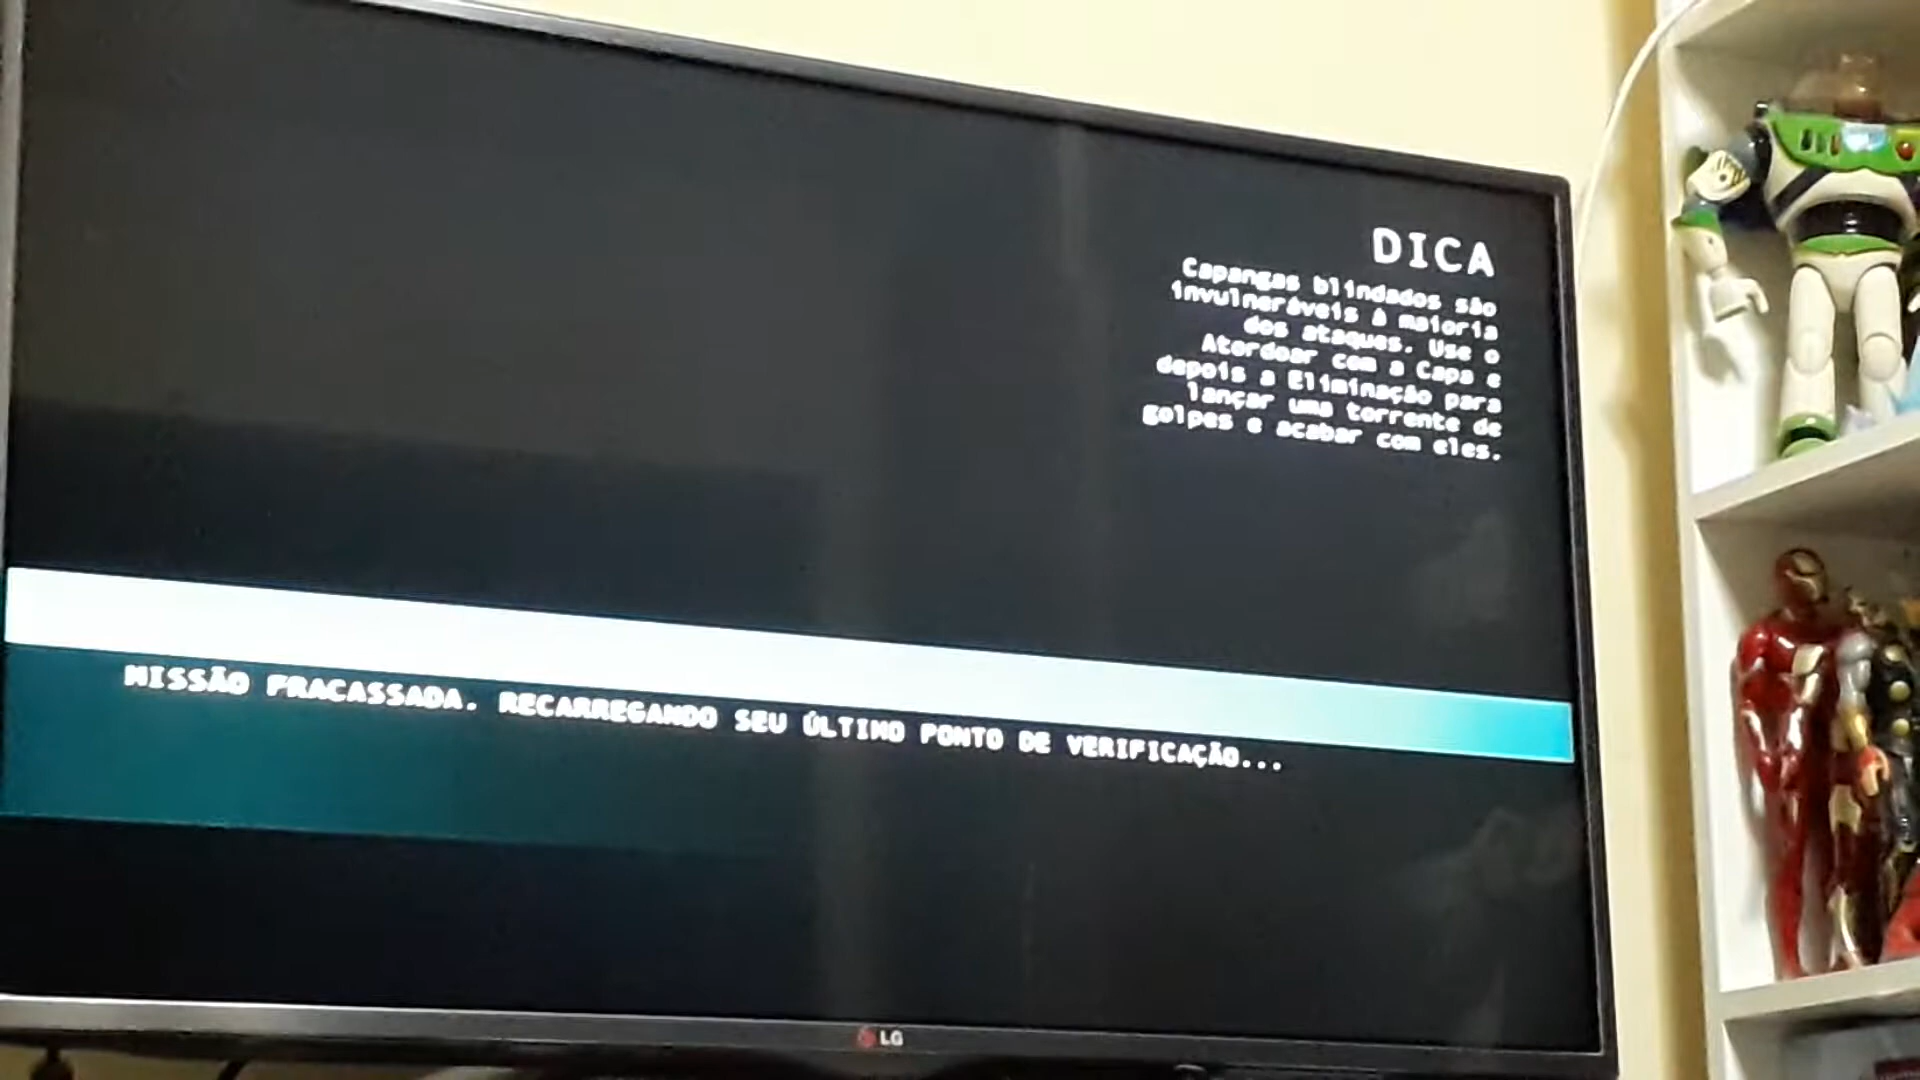 DICA
Capangas blindados são
invulneráveis à maioria
dos ataques. Use o
Atordoar com a Capa e
depois a Eliminação para
lançar uma torrente de
golpes e acabar com eles.
MISSÃO FRACASSADA. RECARREGANDO SEU ÚLTIMO PONTO DE VERIFICAÇÃO...
LG